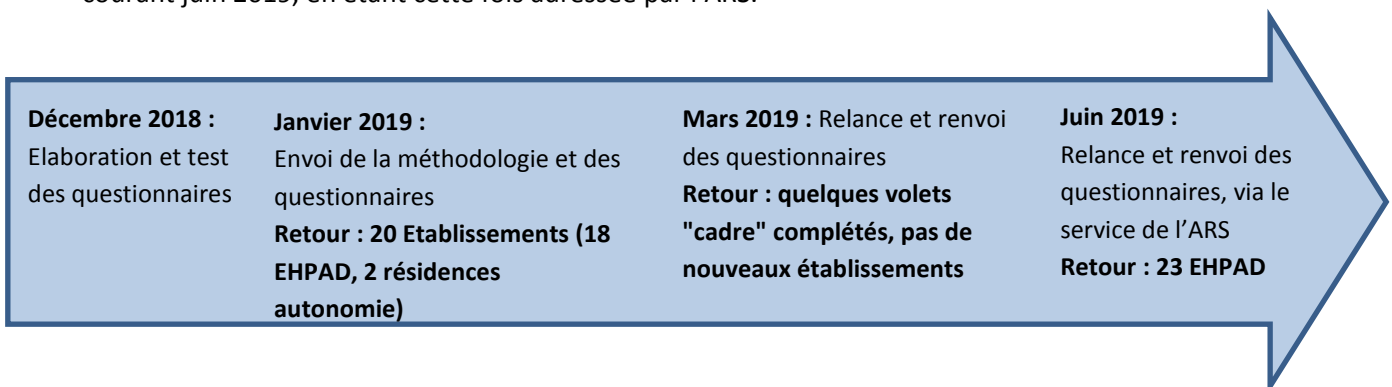 courant juin 2019, en étant cette fois adressée par l'ARS.
Décembre 2018 :
Elaboration et test
des questionnaires
Janvier 2019 :
Envoi de la méthodologie et des
questionnaires
Retour : 20 Etablissements (18
EHPAD, 2 résidences
autonomie)
Mars 2019 : Relance et renvoi
des questionnaires
Retour : quelques volets
"cadre" complétés, pas de
nouveaux établissements
Juin 2019 :
Relance et renvoi des
questionnaires, via le
service de l’ARS
Retour : 23 EHPAD